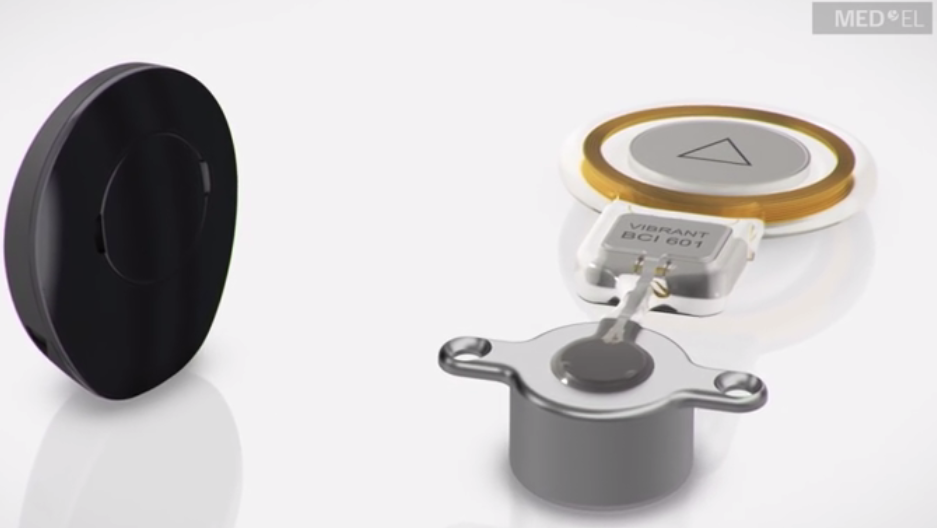 MED EL
VIBRANT
BCI 601